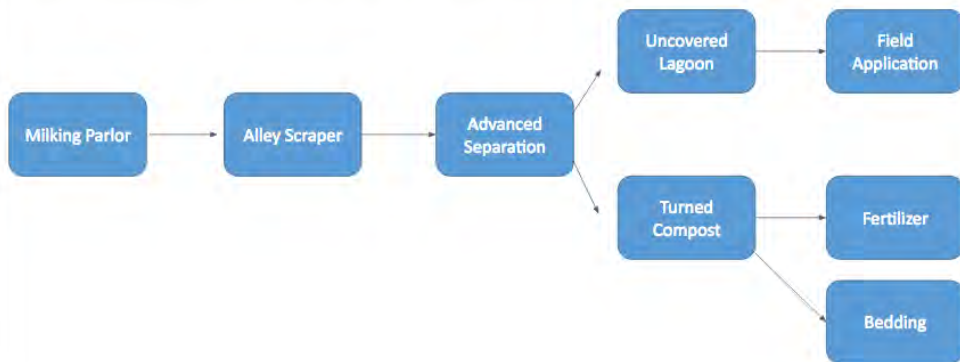 Milking Parlor
Alley Scraper
Advanced
Separation
Uncovered
Lagoon
Field
Application
Turned
Compost
Fertilizer
Bedding